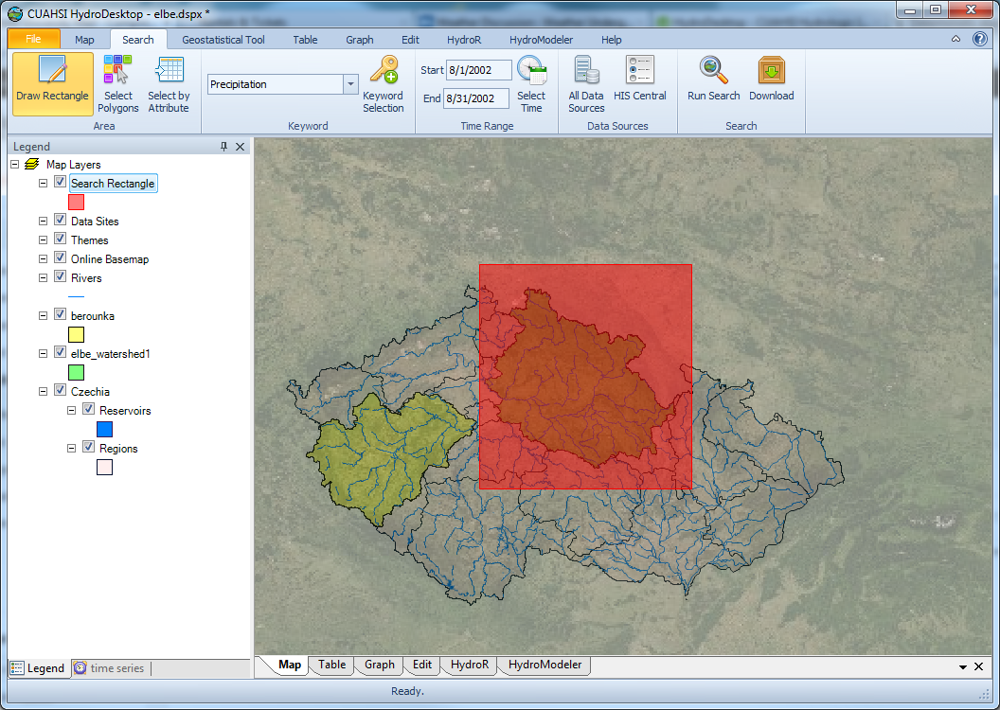 CUAHSI HydroDesktop - elbe.dspx *
File Map Search Geostatistical Tool Table Graph Edit HydroR HydroModeler Help
Draw Rectangle
Select Polygons
Select by Attribute
Area
Precipitation
Keyword Selection
Keyword
Start 8/1/2002
End 8/31/2002
Select Time
Time Range
All Data Sources
HIS Central
Data Sources
Run Search
Download
Search
Legend
Map Layers
Search Rectangle
Data Sites
Themes
Online Basemap
Rivers
berounka
elbe_watershed1
Czechia
Reservoirs
Regions
Legend time series
Map Table Graph Edit HydroR HydroModeler
Ready.